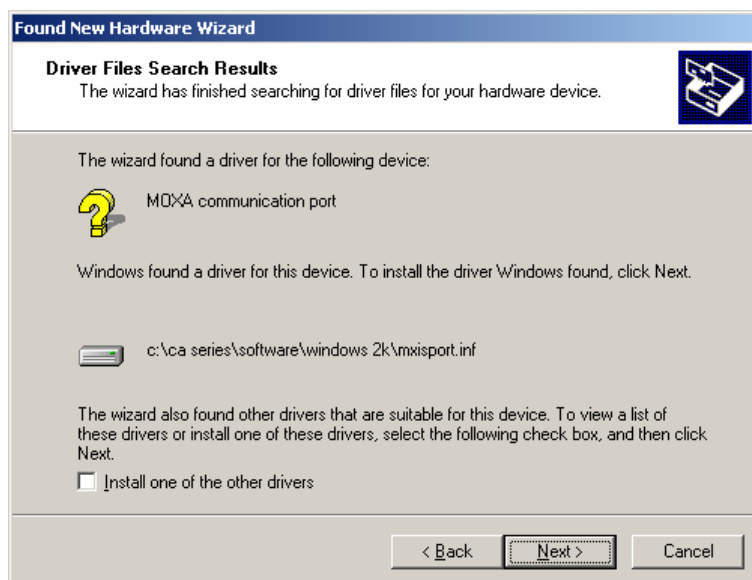 Found New Hardware Wizard
Driver Files Search Results
The wizard has finished searching for driver files for your hardware device.
The wizard found a driver for the following device:
MOXA communication port
Windows found a driver for this device. To install the driver Windows found, click Next.
c:\ca series\software\windows 2k\mxisport.inf
The wizard also found other drivers that are suitable for this device. To view a list of
these drivers or install one of these drivers, select the following check box, and then click
Next.
Install one of the other drivers
< Back
Next >
Cancel